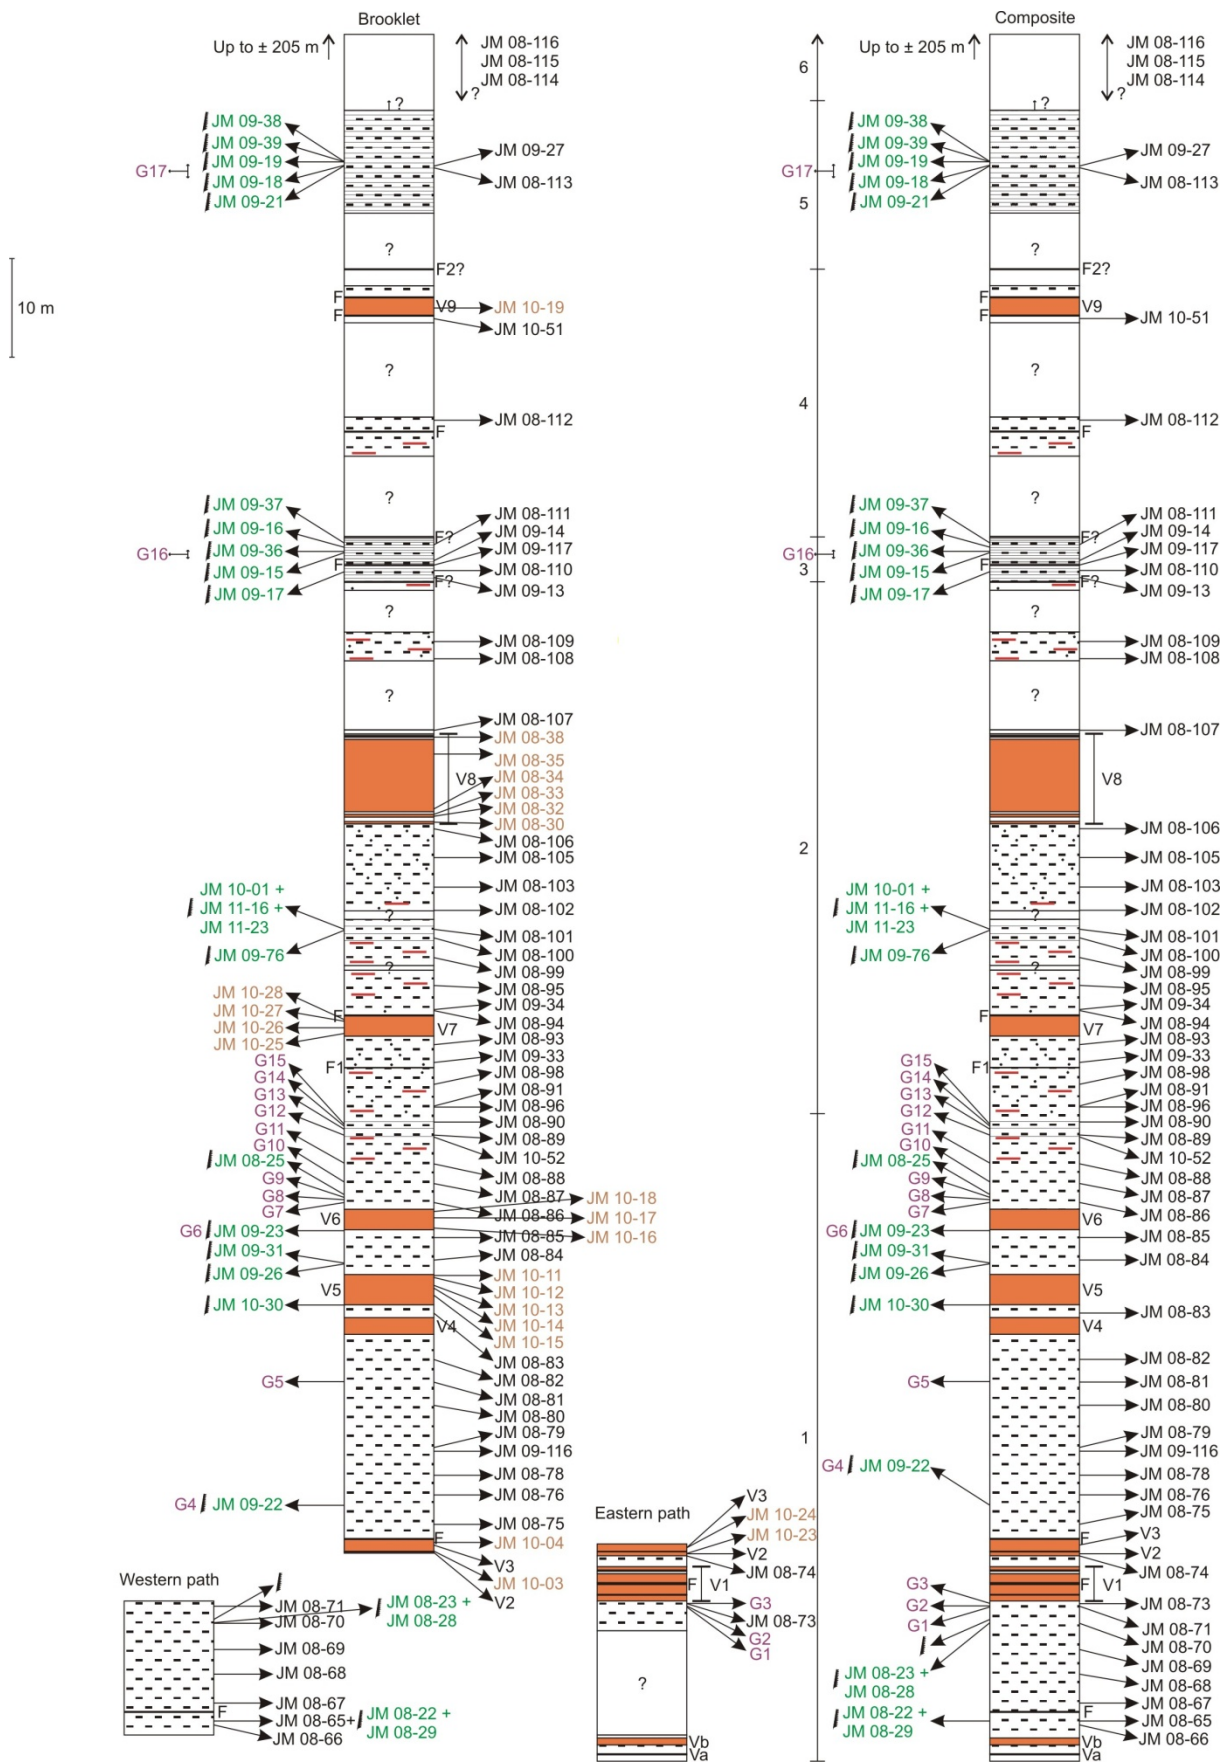 Brooklet
Up to ± 205 m
JM 08-116
JM 08-115
JM 08-114
?
?
JM 09-38
JM 09-39
JM 09-19
JM 09-18
JM 09-21
G17
JM 09-27
JM 08-113
?
F2?
10 m
F
V9
F
JM 10-19
JM 10-51
?
JM 08-112
F
?
JM 09-37
JM 09-16
JM 09-36
JM 09-15
JM 09-17
G16
F?
F
F?
JM 08-111
JM 09-14
JM 09-117
JM 08-110
JM 09-13
?
JM 08-109
JM 08-108
?
JM 08-107
JM 08-38
JM 08-35
V8
JM 08-34
JM 08-33
JM 08-32
JM 08-30
JM 08-106
JM 08-105
JM 08-103
JM 08-102
?
JM 10-01 +
JM 11-16 +
JM 11-23
JM 09-76
JM 08-101
JM 08-100
JM 08-99
?
JM 08-95
JM 09-34
JM 08-94
JM 10-28
JM 10-27
JM 10-26
JM 10-25
F
V7
JM 08-93
JM 09-33
F1
JM 08-98
JM 08-91
JM 08-96
JM 08-90
JM 08-89
JM 10-52
JM 08-88
JM 08-87
JM 08-86
JM 08-85
JM 08-84
G15
G14
G13
G12
G11
G10
JM 08-25
G9
G8
G7
V6
G6 JM 09-23
JM 09-31
JM 09-26
JM 10-18
JM 10-17
JM 10-16
V5
JM 10-30
V4
JM 10-11
JM 10-12
JM 10-13
JM 10-14
JM 10-15
JM 08-83
JM 08-82
JM 08-81
JM 08-80
JM 08-79
JM 09-116
JM 08-78
JM 08-76
JM 08-75
G5
G4 JM 09-22
F
JM 10-04
V3
JM 10-03
V2
Western path
JM 08-71
JM 08-70
JM 08-23 +
JM 08-28
JM 08-69
JM 08-68
JM 08-67
F
JM 08-65+
JM 08-22 +
JM 08-29
JM 08-66
Eastern path
V3
JM 10-24
JM 10-23
V2
JM 08-74
F
V1
G3
JM 08-73
G2
G1
?
Vb
Va
Composite
6
5
4
3
2
1
Up to ± 205 m
JM 08-116
JM 08-115
JM 08-114
?
?
JM 09-38
JM 09-39
JM 09-19
JM 09-18
JM 09-21
G17
JM 09-27
JM 08-113
?
F2?
F
V9
F
JM 10-51
?
JM 08-112
F
?
JM 09-37
JM 09-16
JM 09-36
JM 09-15
JM 09-17
G16
F?
F?
JM 08-111
JM 09-14
JM 09-117
JM 08-110
JM 09-13
?
JM 08-109
JM 08-108
?
JM 08-107
V8
JM 08-106
JM 08-105
JM 08-103
JM 08-102
?
JM 10-01 +
JM 11-16 +
JM 11-23
JM 09-76
JM 08-101
JM 08-100
JM 08-99
?
JM 08-95
JM 09-34
JM 08-94
F
V7
JM 08-93
JM 09-33
F1
JM 08-98
JM 08-91
JM 08-96
JM 08-90
JM 08-89
JM 10-52
JM 08-88
JM 08-87
JM 08-86
JM 08-85
JM 08-84
G15
G14
G13
G12
G11
G10
JM 08-25
G9
G8
G7
V6
G6 JM 09-23
JM 09-31
JM 09-26
V5
JM 10-30
JM 08-83
V4
JM 08-82
G5
JM 08-81
JM 08-80
JM 08-79
JM 09-116
G4 JM 09-22
JM 08-78
JM 08-76
JM 08-75
F
V3
V2
JM 08-74
F
V1
G3
G2
G1
JM 08-73
JM 08-71
JM 08-70
JM 08-23 +
JM 08-28
JM 08-69
JM 08-68
JM 08-67
F
JM 08-22 +
JM 08-29
JM 08-65
JM 08-66
Vb
Va